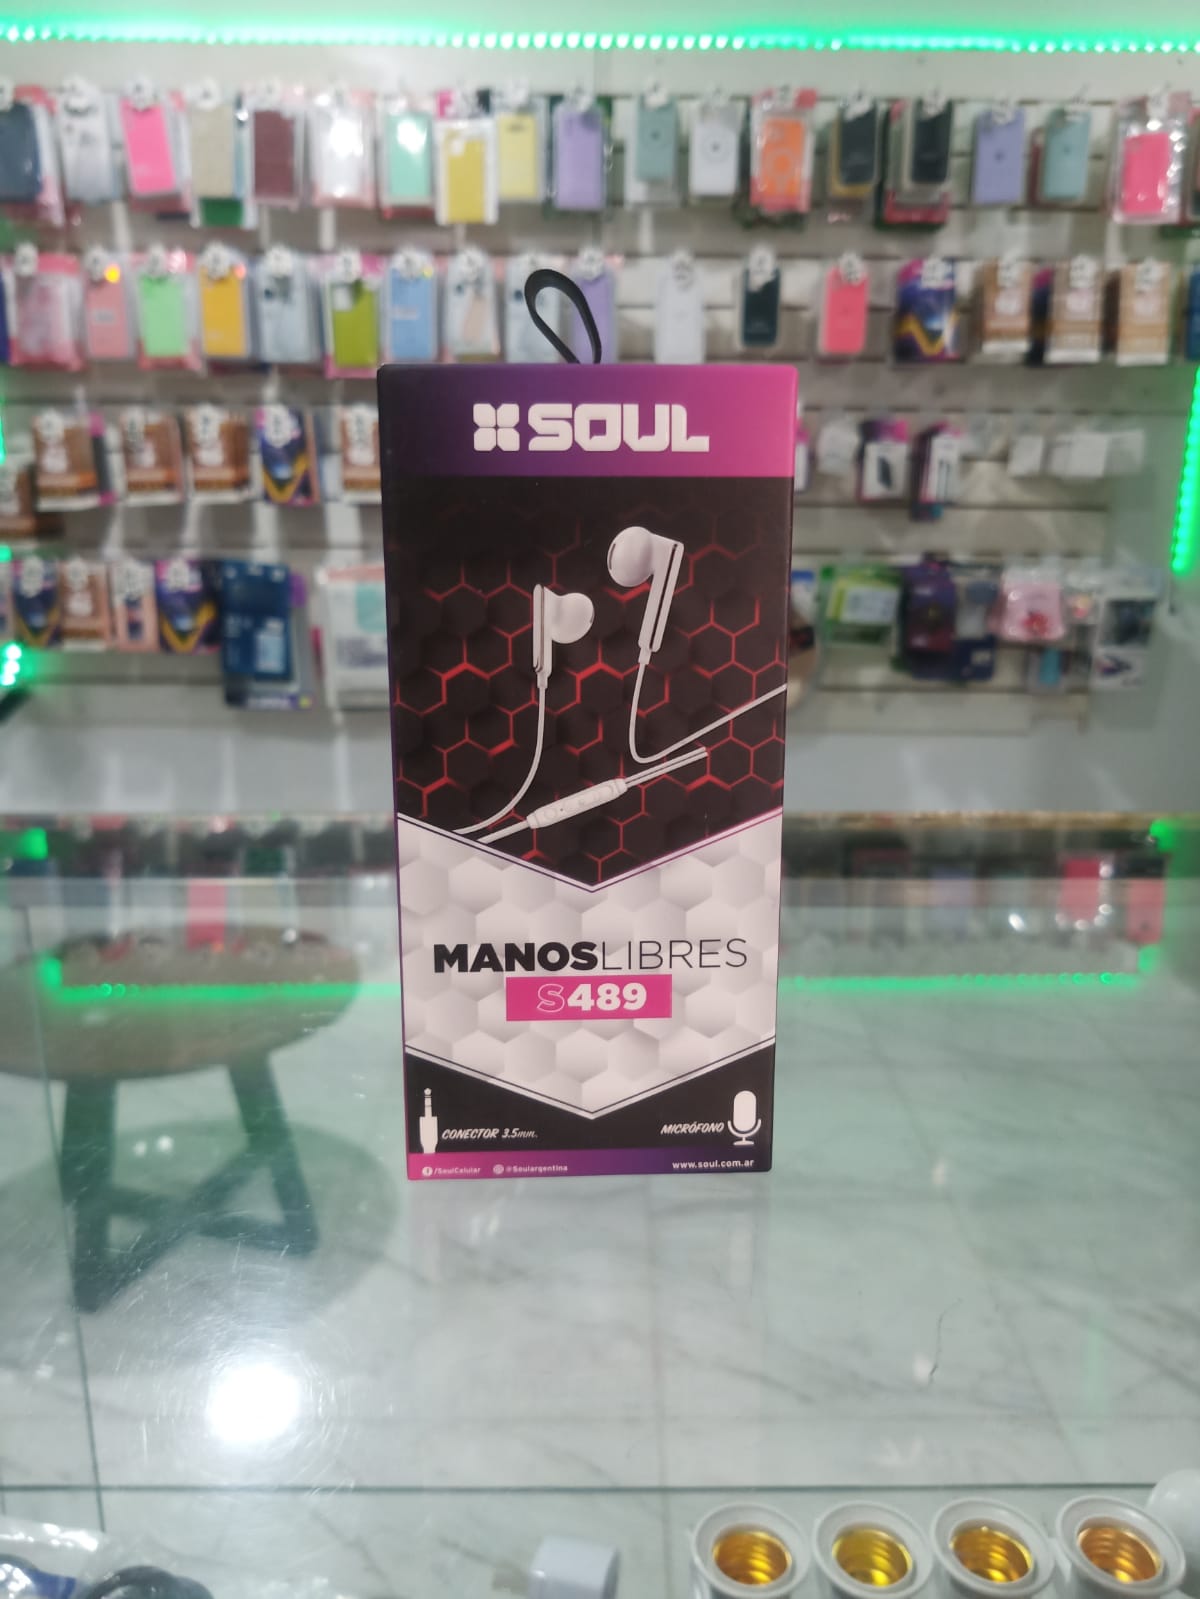 SOUL
MANOSLIBRES
S489
CONECTOR 3.5mm.
MICRÓFONO
/SoulCelular
@Soulargentina
www.soul.com.ar